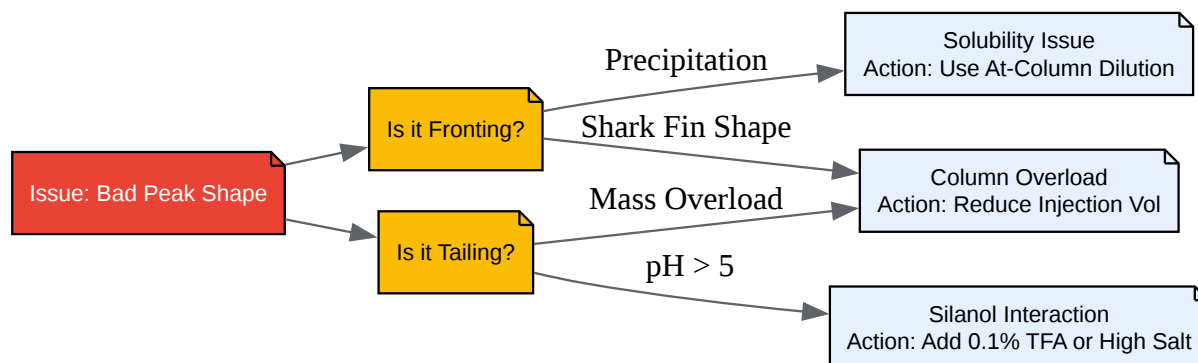 Issue: Bad Peak Shape
Is it Fronting?
Is it Tailing?
Precipitation
Shark Fin Shape
Mass Overload
pH > 5
Solubility Issue
Action: Use At-Column Dilution
Column Overload
Action: Reduce Injection Vol
Silanol Interaction
Action: Add 0.1% TFA or High Salt